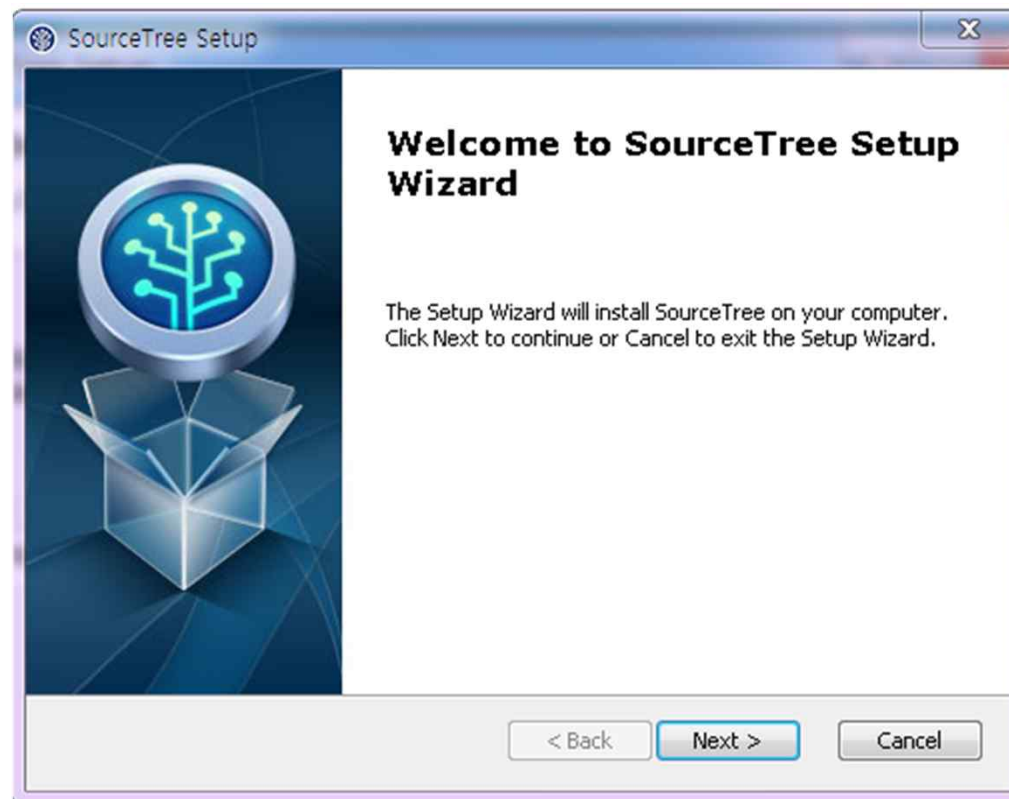 SourceTree Setup
Welcome to SourceTree Setup
Wizard
The Setup Wizard will install SourceTree on your computer.
Click Next to continue or Cancel to exit the Setup Wizard.
< Back
Next >
Cancel